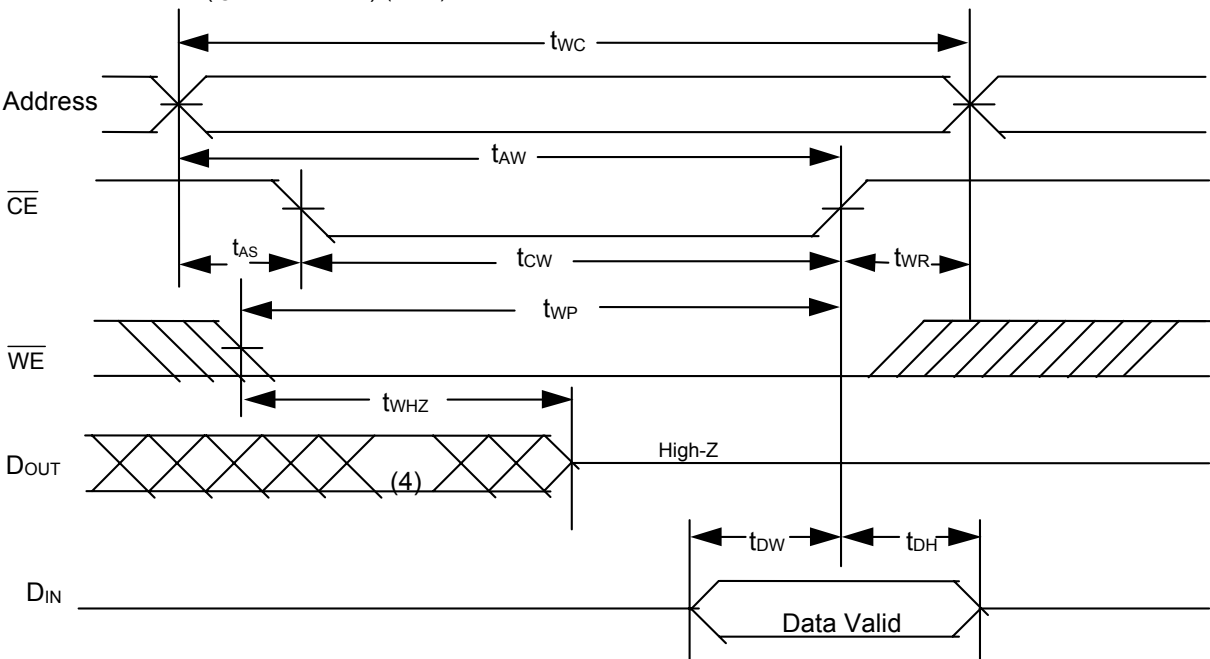 tWC
Address
tAW
CE
tAS
tCW
tWR
tWP
WE
tWHZ
DOUT
(4)
High-Z
tDW
tDH
DIN
Data Valid